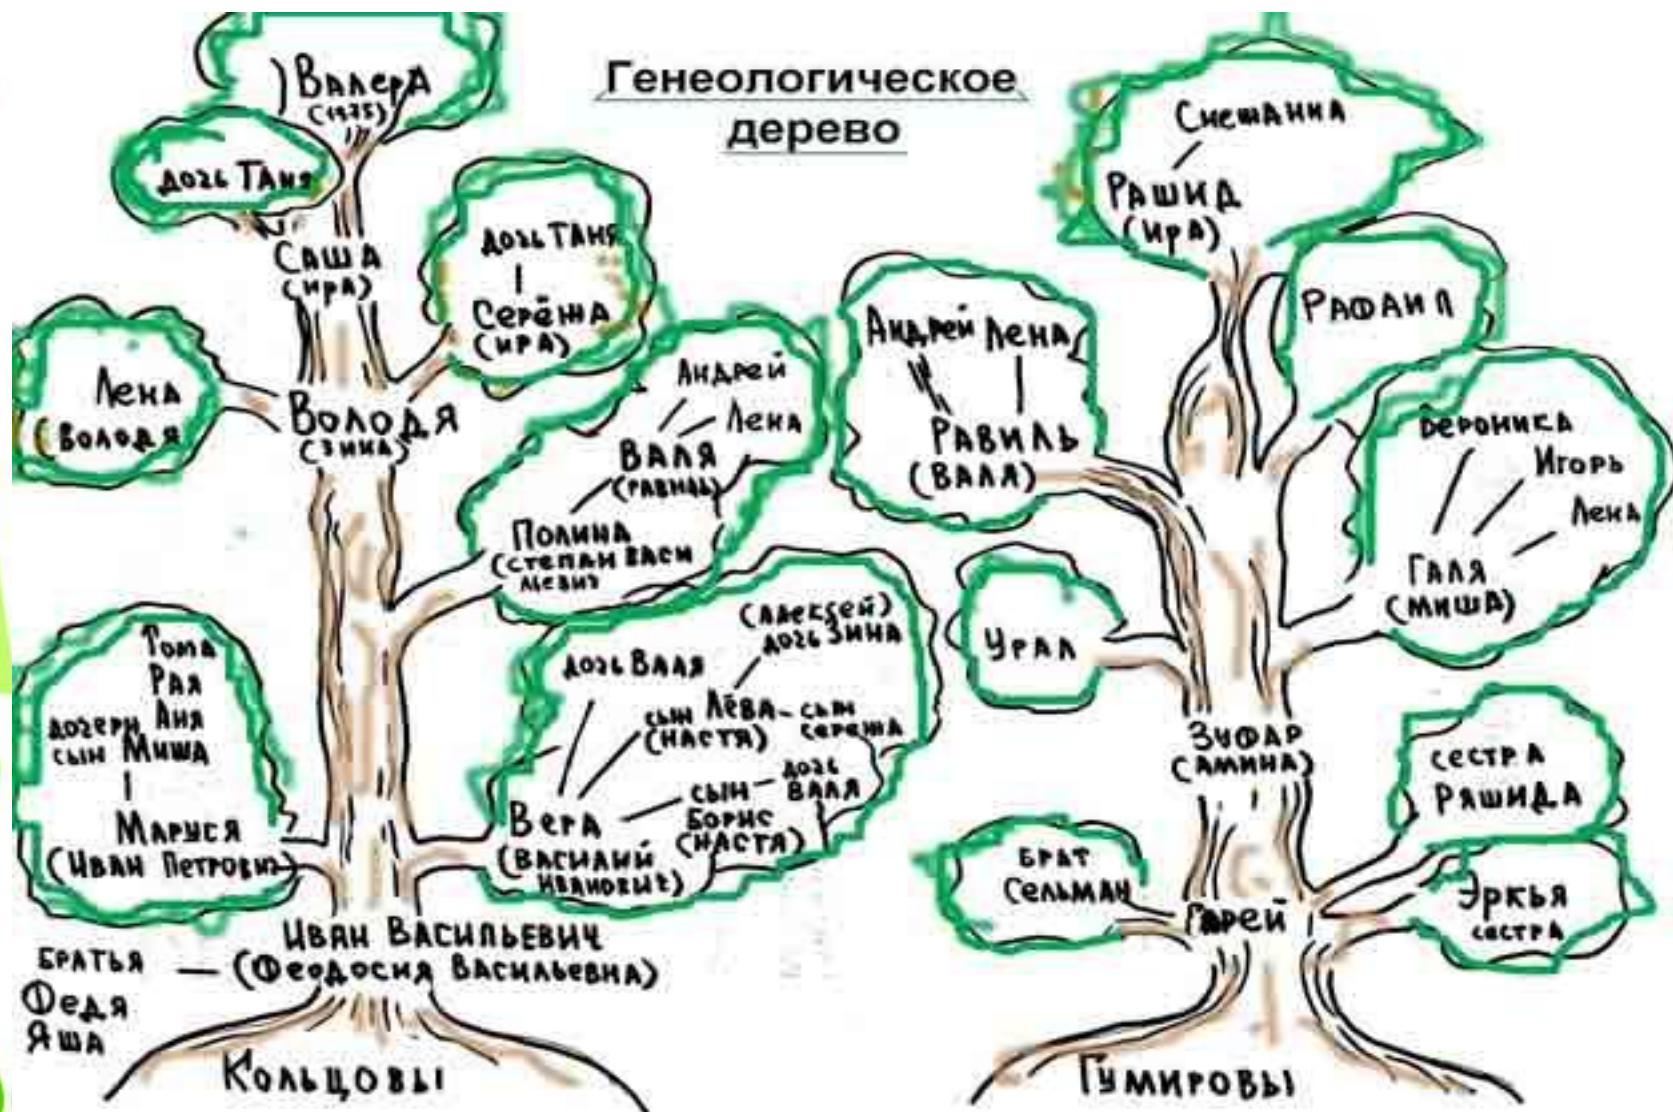 Генеологическое
дерево
Валера
(1975)
дочь Таня
Саша
(Ира)
дочь Таня
Серёжа
(Ира)
Лена
(Володя
Володя
(Зина)
Андрей
Лена
Валя
(Равиль)
Полина
(Степан Васи
льевич
Тома
Рая
дочери Аня
сын Миша
Маруся
(Иван Петрович
(Алексей)
дочь Зина
дочь Валя
сын Лёва - сын
(Настя) Сережа
сын - дочь
Борис Валя
(Настя)
Вера
(Василий
Иванович)
Иван Васильевич
(Феодосия Васильевна)
Братья —
Федя
Яша
Кольцовы
Рашид
(Ира)
Рафаил
Андрей Лена
Равиль
(Валя)
Вероника
Игорь
Лена
Галя
(Миша)
Урал
Зуфар
(Амина)
сестра
Ряшида
брат
Сельман
Гарей
Эркья
сестра
Гумировы